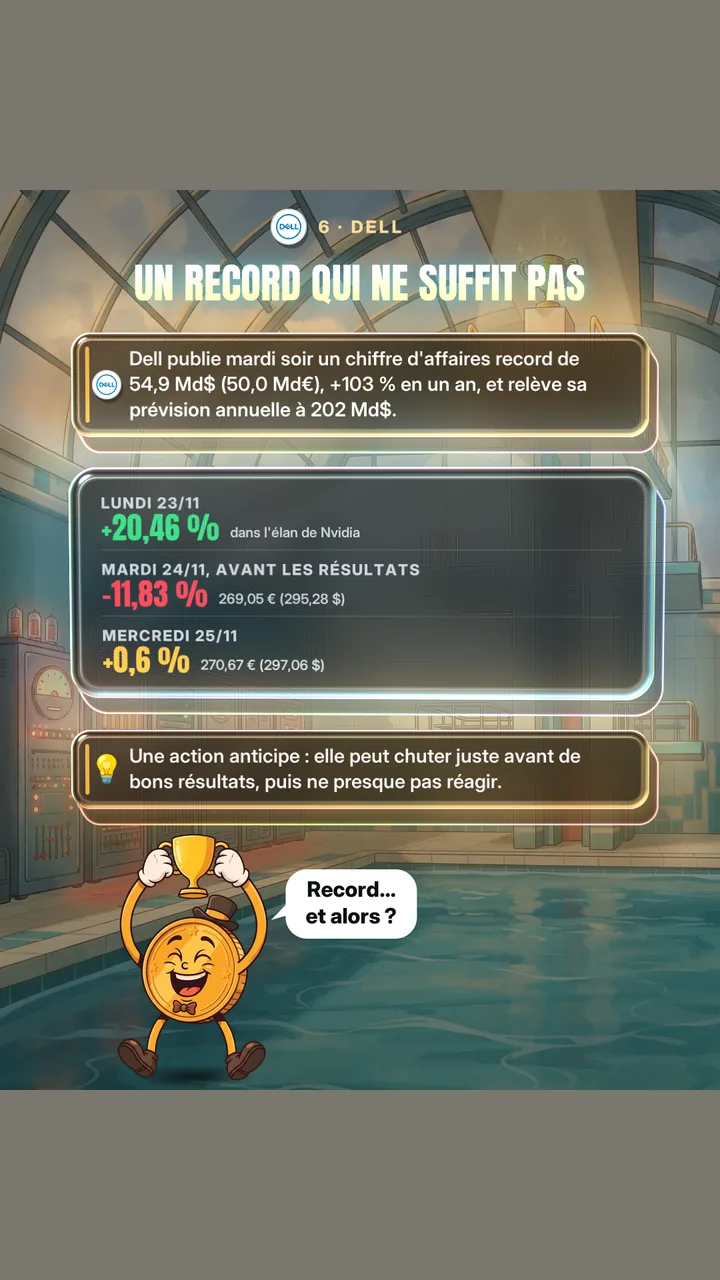 DELL
6 · DELL
UN RECORD QUI NE SUFFIT PAS
Dell publie mardi soir un chiffre d'affaires record de
DELL
54,9 Md$ (50,0 Md€), +103 % en un an, et relève sa
prévision annuelle à 202 Md$.
LUNDI 23/11
+20,46 % dans l'élan de Nvidia
MARDI 24/11, AVANT LES RÉSULTATS
-11,83 % 269,05 € (295,28 $)
MERCREDI 25/11
+0,6 % 270,67 € (297,06 $)
Une action anticipe : elle peut chuter juste avant de
bons résultats, puis ne presque pas réagir.
Record...
et alors ?